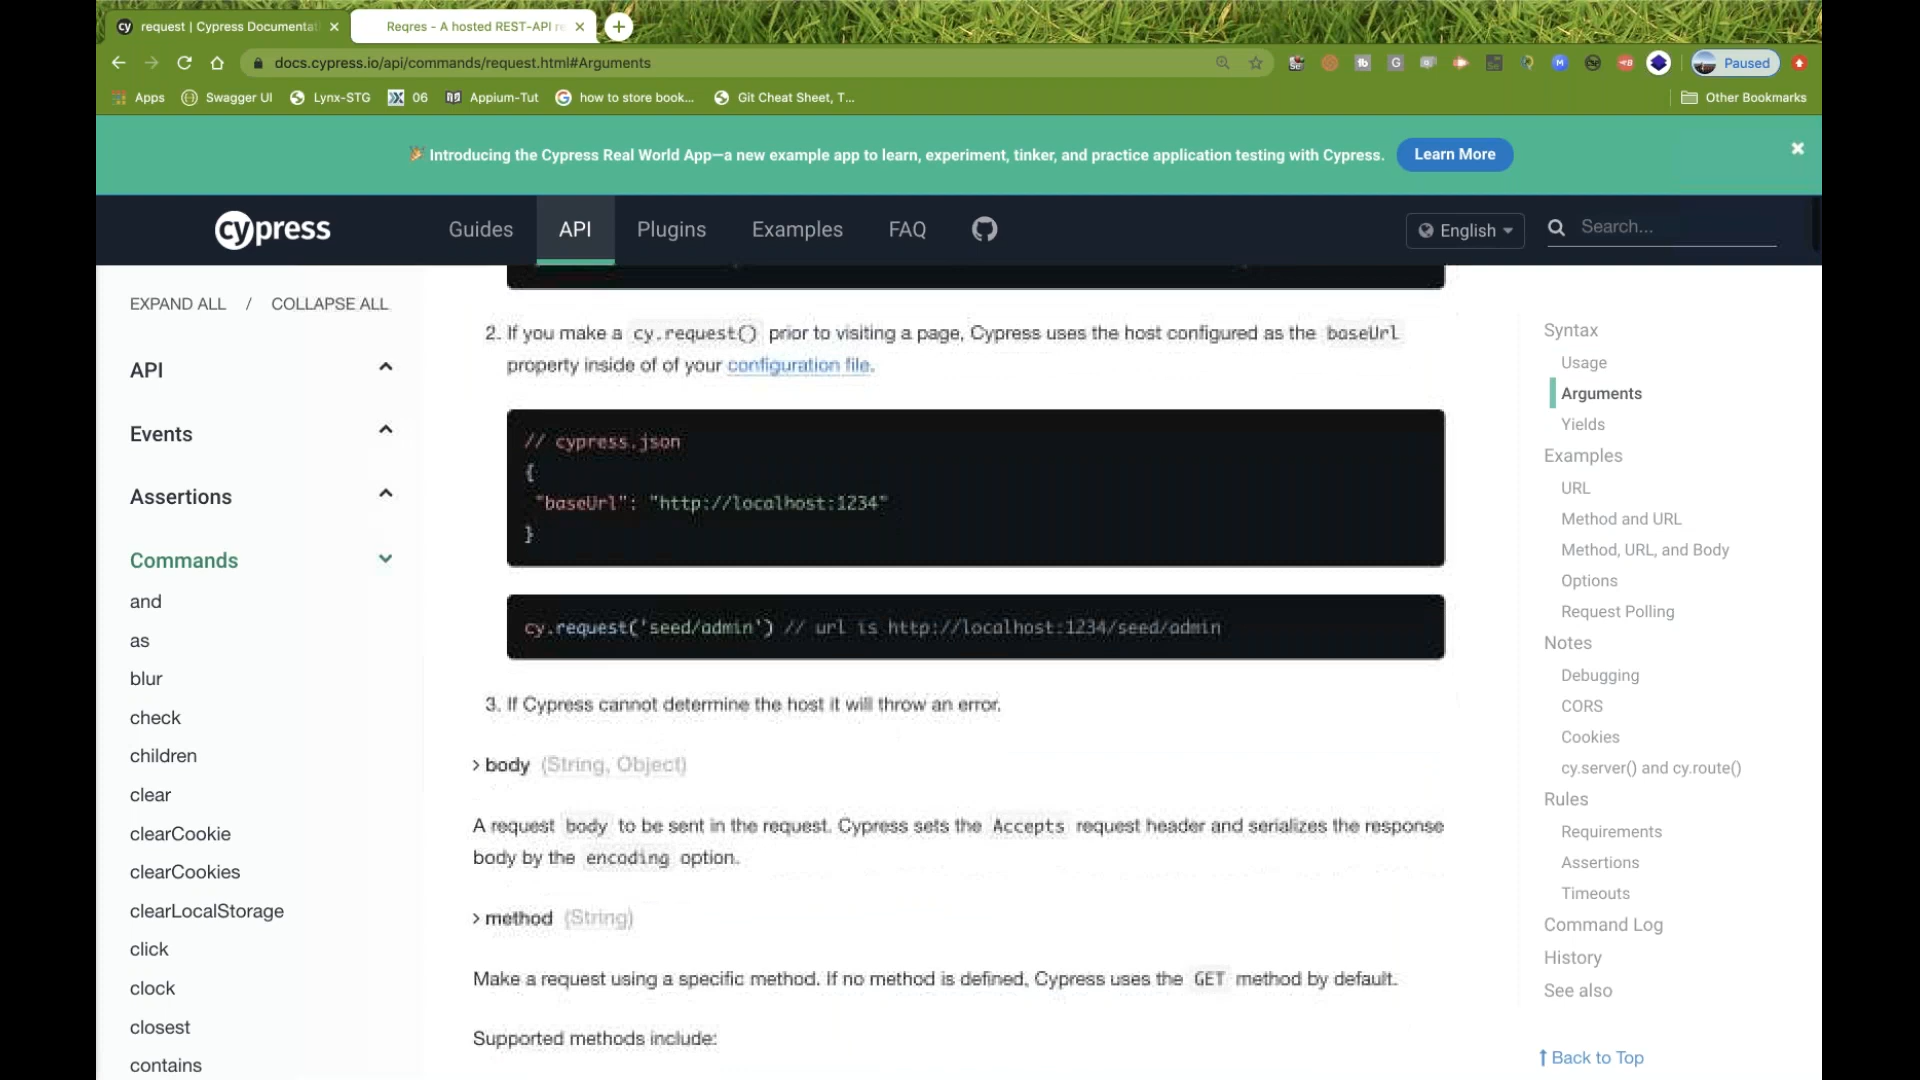 request | Cypress Documentat
Reqres - A hosted REST-API re
docs.cypress.io/api/commands/request.html#Arguments
Paused
Apps
Swagger UI
Lynx-STG
06
Appium-Tut
how to store book...
Git Cheat Sheet, T...
Other Bookmarks
Introducing the Cypress Real World App—a new example app to learn, experiment, tinker, and practice application testing with Cypress.
Learn More
cypress
Guides
API
Plugins
Examples
FAQ
English
Search...
EXPAND ALL / COLLAPSE ALL
API
Events
Assertions
Commands
and
as
blur
check
children
clear
clearCookie
clearCookies
clearLocalStorage
click
clock
closest
contains
2. If you make a cy.request() prior to visiting a page, Cypress uses the host configured as the baseUrl
property inside of of your configuration file.
// cypress.json
{
"baseUrl": "http://localhost:1234"
}
cy.request('seed/admin') // url is http://localhost:1234/seed/admin
3. If Cypress cannot determine the host it will throw an error.
> body (String, Object)
A request body to be sent in the request. Cypress sets the Accepts request header and serializes the response
body by the encoding option.
> method (String)
Make a request using a specific method. If no method is defined, Cypress uses the GET method by default.
Supported methods include:
Syntax
Usage
Arguments
Yields
Examples
URL
Method and URL
Method, URL, and Body
Options
Request Polling
Notes
Debugging
CORS
Cookies
cy.server() and cy.route()
Rules
Requirements
Assertions
Timeouts
Command Log
History
See also
Back to Top